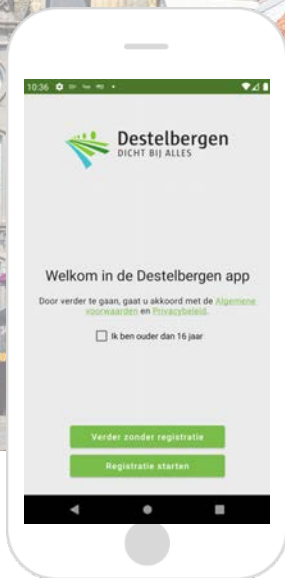 10:36
Destelbergen
DICHT BIJ ALLES
Welkom in de Destelbergen app
Door verder te gaan, gaat u akkoord met de Algemene
voorwaarden en Privacybeleid.
Ik ben ouder dan 16 jaar
Verder zonder registratie
Registratie starten